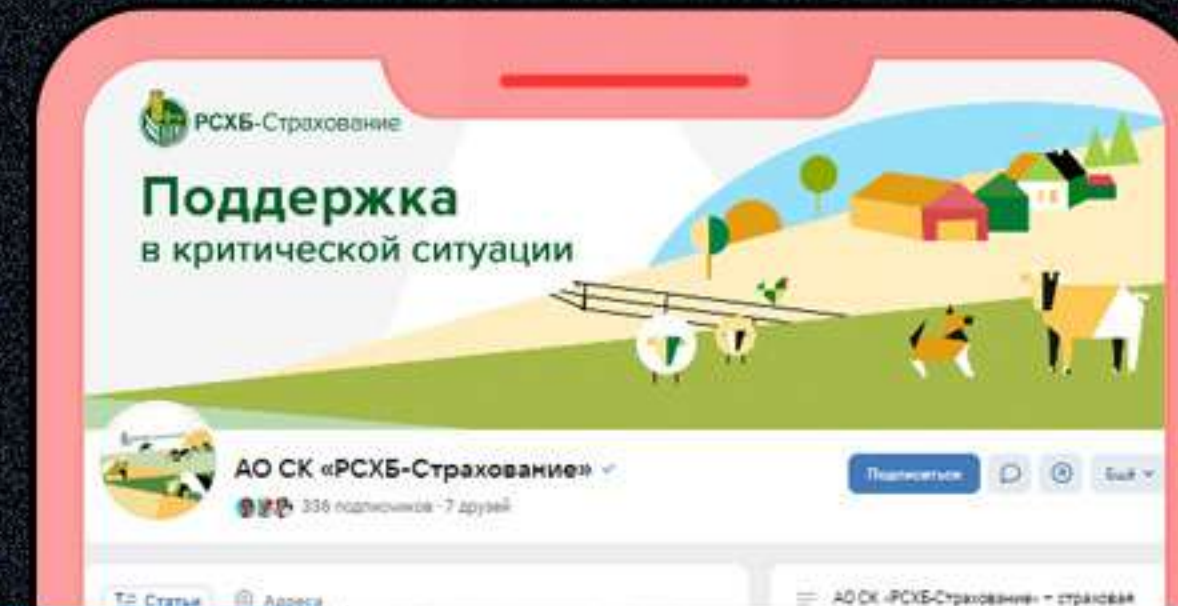 РСХБ-Страхование
Поддержка
в критической ситуации
АО СК «РСХБ-Страхование»
336 подписчиков · 7 друзей
Подписаться
Ещё
Статьи
Адреса
АО СК «РСХБ-Страхование» – страховая